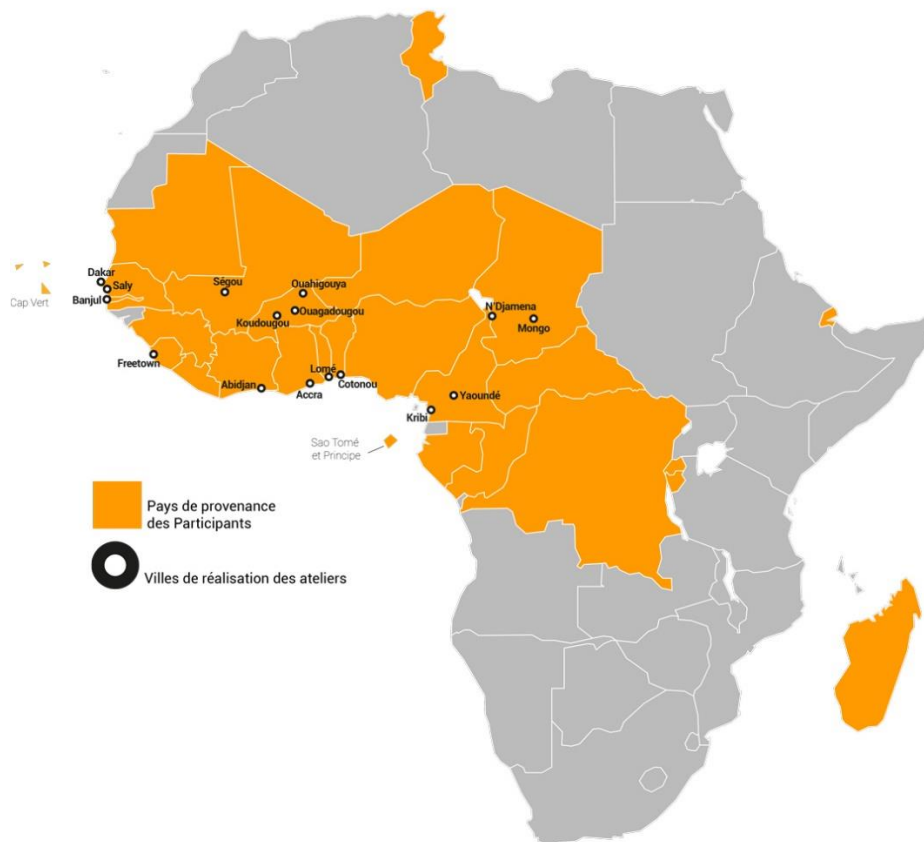 Dakar
Saly
Banjul
Ségou
Ouahigouya
Ouagadougou
Koudougou
N'Djamena
Mongo
Cap Vert
Freetown
Abidjan
Accra
Lomé
Cotonou
Yaoundé
Kribi
Sao Tomé
et Principe
Pays de provenance
des Participants
Villes de réalisation des ateliers